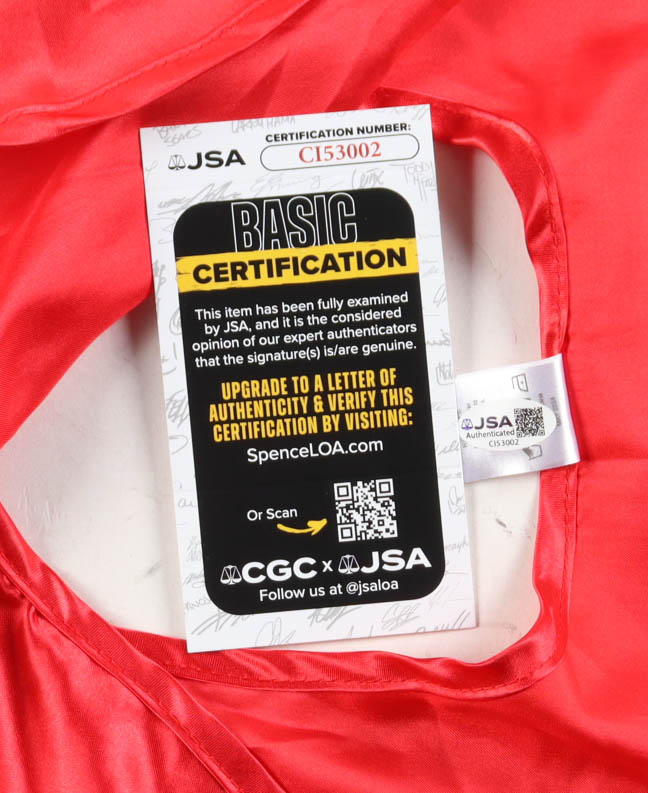 JSA
CERTIFICATION NUMBER:
CI53002
BASIC
CERTIFICATION
This item has been fully examined
by JSA, and it is the considered
opinion of our expert authenticators
that the signature(s) is/are genuine.
UPGRADE TO A LETTER OF
AUTHENTICITY & VERIFY THIS
CERTIFICATION BY VISITING:
SpenceLOA.com
Or Scan
CGC x JSA
Follow us at @jsaloa
JSA
Authenticated
CI53002